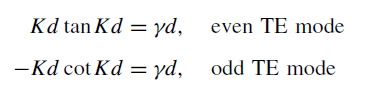 Kd tan Kd = γd, even TE mode
−Kd cot Kd = γd, odd TE mode